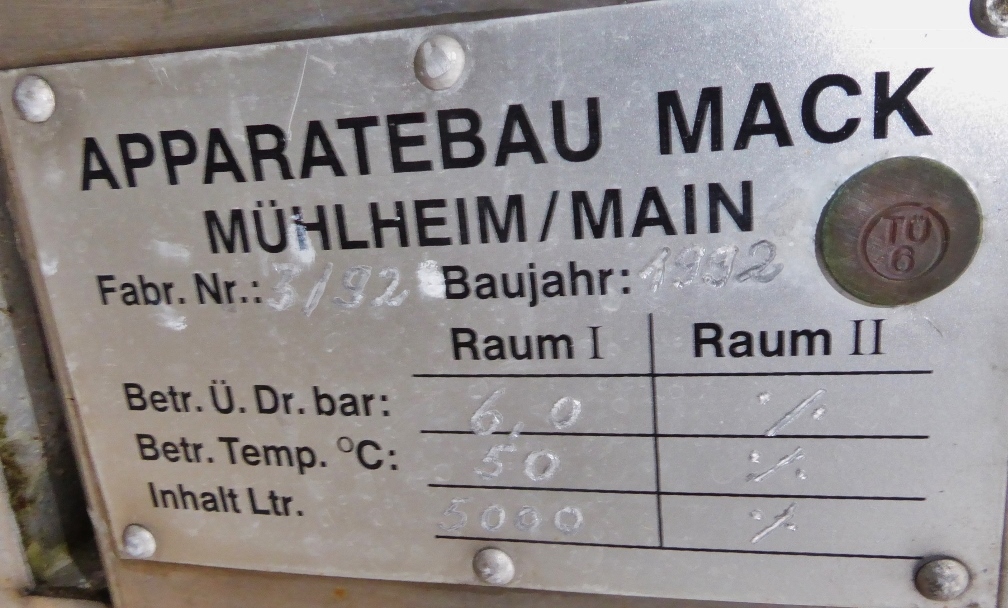 APPARATEBAU MACK
MÜHLHEIM/MAIN
Fabr. Nr.: 3/92 Baujahr: 1992
TÜ
6
Raum I Raum II
Betr. Ü. Dr. bar: 6,0 ·/·
Betr. Temp. °C: 50 ·/·
Inhalt Ltr. 5000 ·/·